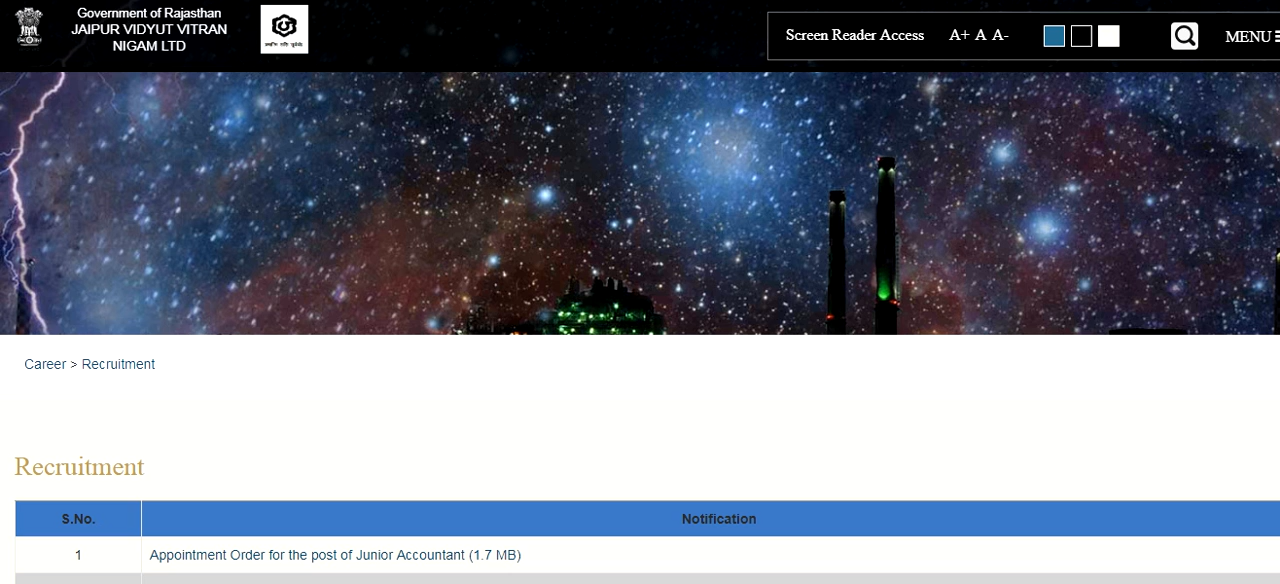 Government of Rajasthan
JAIPUR VIDYUT VITRAN
NIGAM LTD
Screen Reader Access
A+ A A-
MENU
Career > Recruitment
Recruitment
S.No.
Notification
1
Appointment Order for the post of Junior Accountant (1.7 MB)